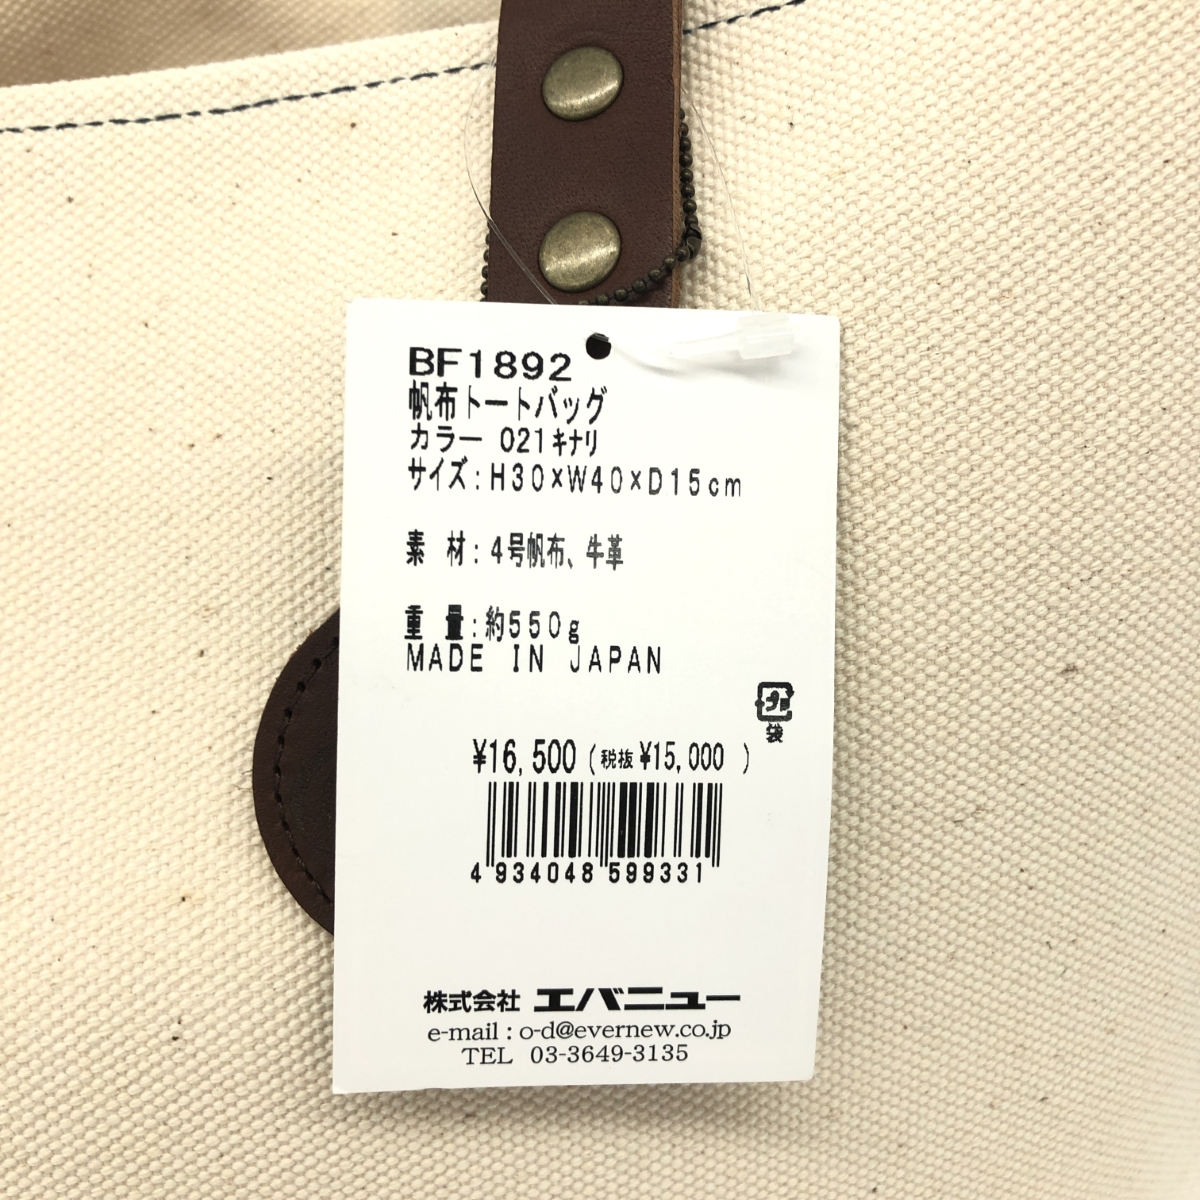 BF1892
帆布トートバッグ
カラー 021キナリ
サイズ:H30×W40×D15cm
素 材:4号帆布、牛革
重 量:約550g
MADE IN JAPAN
プラ
袋
¥16,500(税抜¥15,000 )
4 934048 599331
株式会社 エバニュー
e-mail : o-d@evernew.co.jp
TEL 03-3649-3135